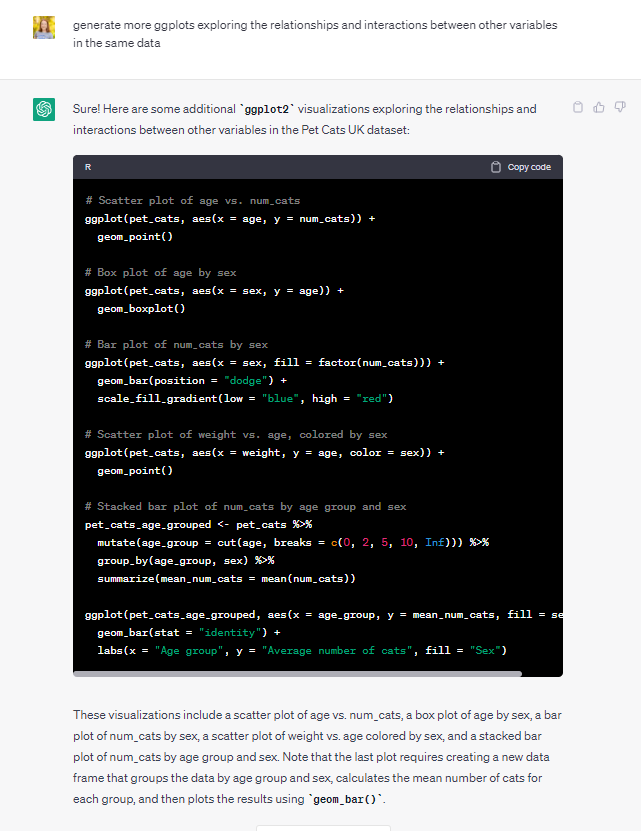 generate more ggplots exploring the relationships and interactions between other variables
in the same data
Sure! Here are some additional `ggplot2` visualizations exploring the relationships and
interactions between other variables in the Pet Cats UK dataset:
R
Copy code
# Scatter plot of age vs. num_cats
ggplot(pet_cats, aes(x = age, y = num_cats)) +
  geom_point()
# Box plot of age by sex
ggplot(pet_cats, aes(x = sex, y = age)) +
  geom_boxplot()
# Bar plot of num_cats by sex
ggplot(pet_cats, aes(x = sex, fill = factor(num_cats))) +
  geom_bar(position = "dodge") +
  scale_fill_gradient(low = "blue", high = "red")
# Scatter plot of weight vs. age, colored by sex
ggplot(pet_cats, aes(x = weight, y = age, color = sex)) +
  geom_point()
# Stacked bar plot of num_cats by age group and sex
pet_cats_age_grouped <- pet_cats %>%
  mutate(age_group = cut(age, breaks = c(0, 2, 5, 10, Inf))) %>%
  group_by(age_group, sex) %>%
  summarize(mean_num_cats = mean(num_cats))
ggplot(pet_cats_age_grouped, aes(x = age_group, y = mean_num_cats, fill = se
  geom_bar(stat = "identity") +
  labs(x = "Age group", y = "Average number of cats", fill = "Sex")
These visualizations include a scatter plot of age vs. num_cats, a box plot of age by sex, a bar
plot of num_cats by sex, a scatter plot of weight vs. age colored by sex, and a stacked bar
plot of num_cats by age group and sex. Note that the last plot requires creating a new data
frame that groups the data by age group and sex, calculates the mean number of cats for
each group, and then plots the results using `geom_bar()`.